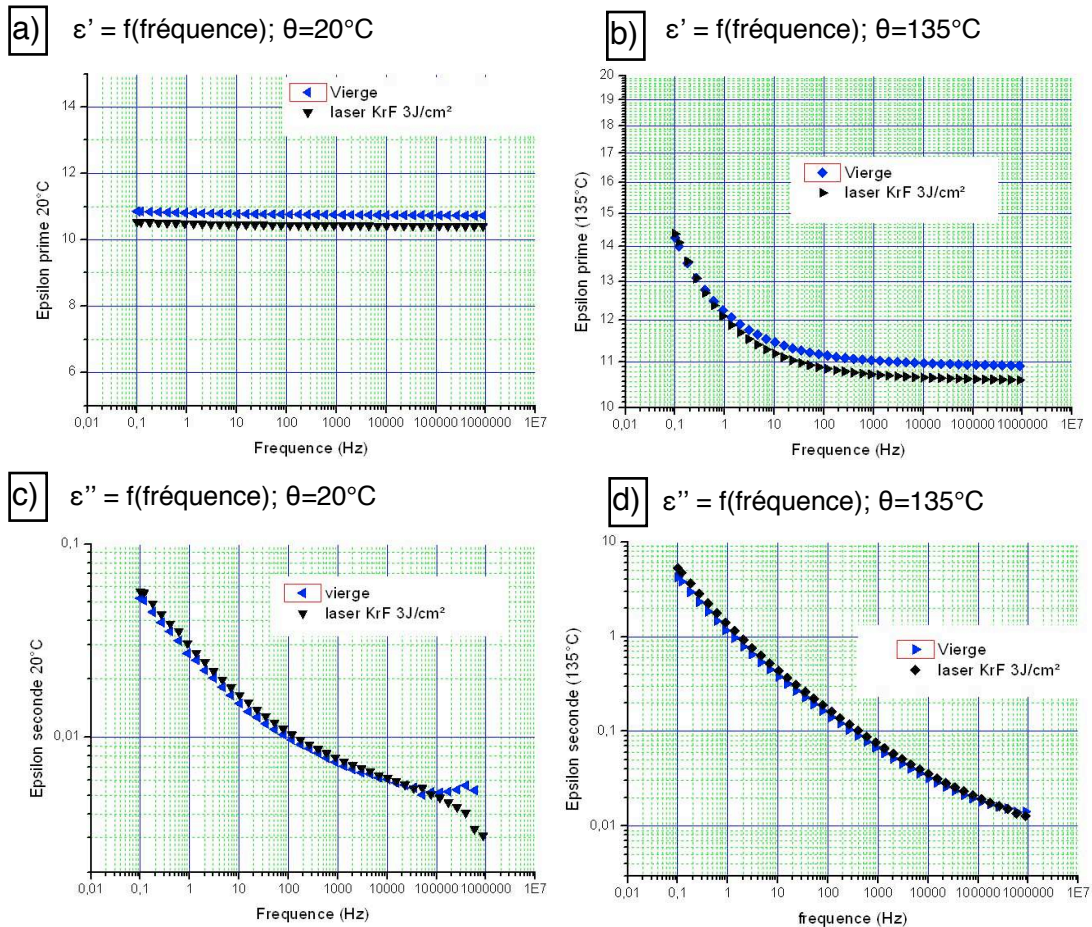 a) ε' = f(fréquence); θ=20°C
Vierge
laser KrF 3J/cm²
Epsilon prime 20°C
14
12
10
8
6
0,01 0,1 1 10 100 1000 10000 1000000 1E7
Frequence (Hz)
b) ε' = f(fréquence); θ=135°C
Vierge
laser KrF 3J/cm²
Epsilon prime (135°C)
20
19
18
17
16
15
14
13
12
11
10
0,01 0,1 1 10 100 1000 10000 1000000 1E7
Frequence (Hz)
c) ε'' = f(fréquence); θ=20°C
vierge
laser KrF 3J/cm²
Epsilon seconde 20°C
0,1
0,01
0,01 0,1 1 10 100 1000 10000 1000000 1E7
Frequence (Hz)
d) ε'' = f(fréquence); θ=135°C
Vierge
laser KrF 3J/cm²
Epsilon seconde (135°C)
10
1
0,1
0,01
0,01 0,1 1 10 100 1000 10000 1000000 1E7
frequence (Hz)